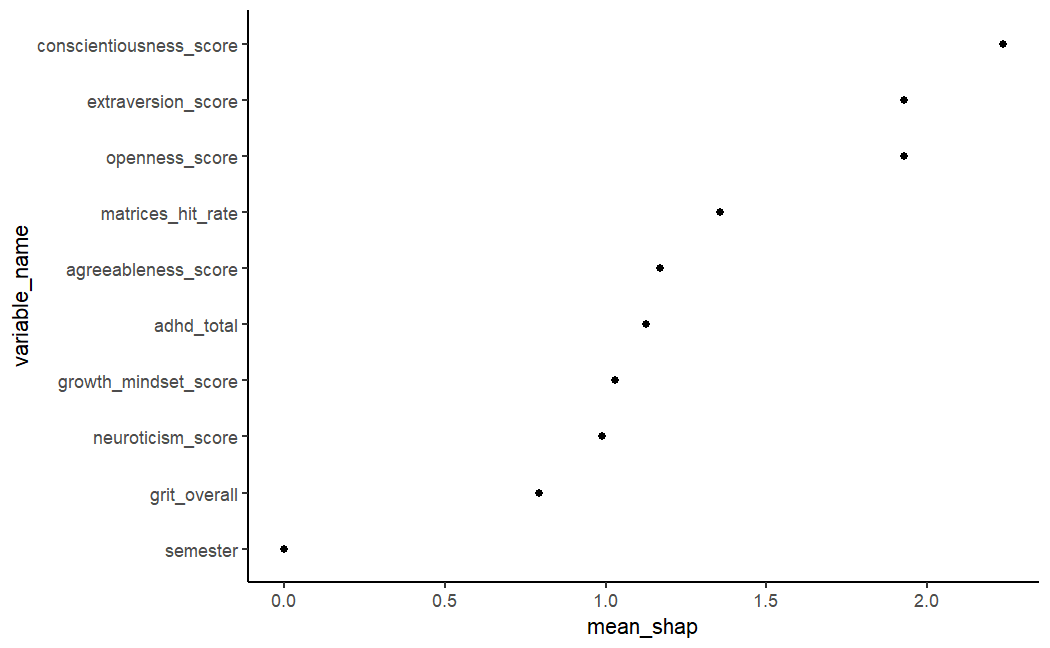 conscientiousness_score
extraversion_score
openness_score
matrices_hit_rate
agreeableness_score
adhd_total
growth_mindset_score
neuroticism_score
grit_overall
semester
variable_name
0.0 0.5 1.0 1.5 2.0
mean_shap